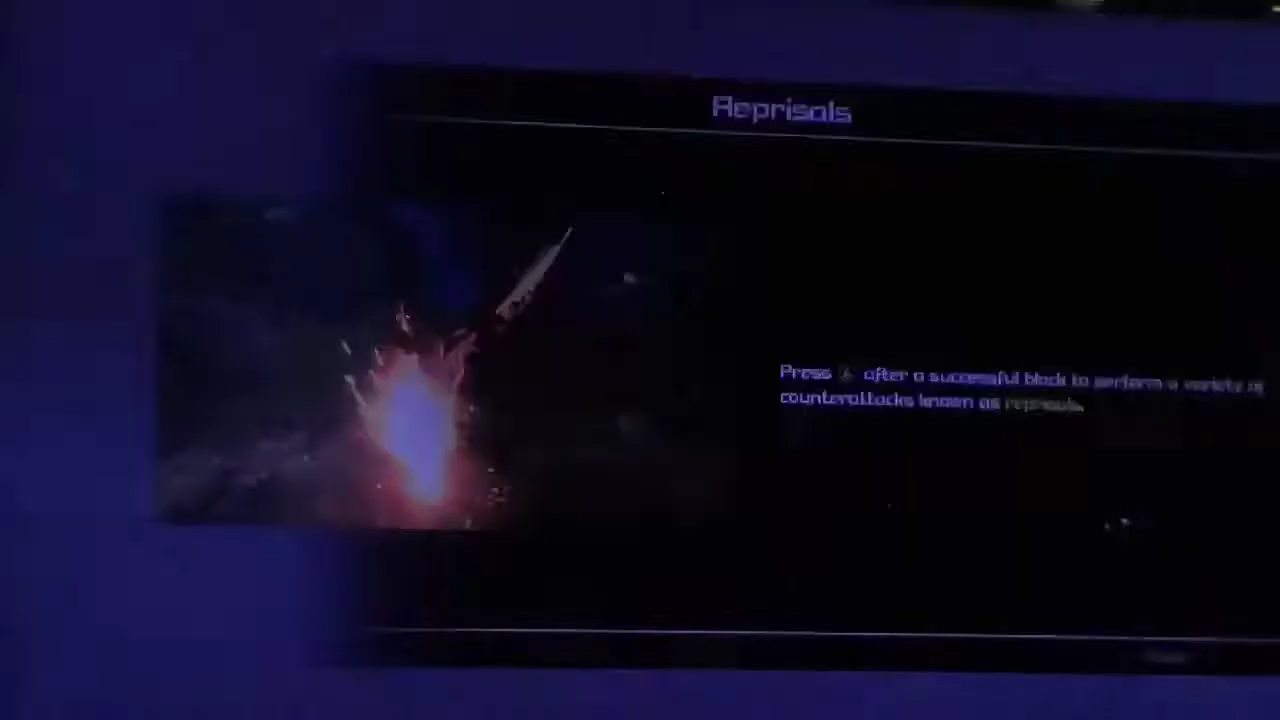 Reprisals
Press after a successful block to perform a variety of
counterattacks known as reprisals.